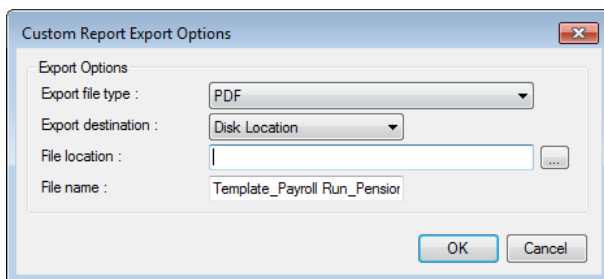 Custom Report Export Options
Export Options
Export file type : PDF
Export destination : Disk Location
File location : ...
File name : Template_Payroll Run_Pension
OK Cancel